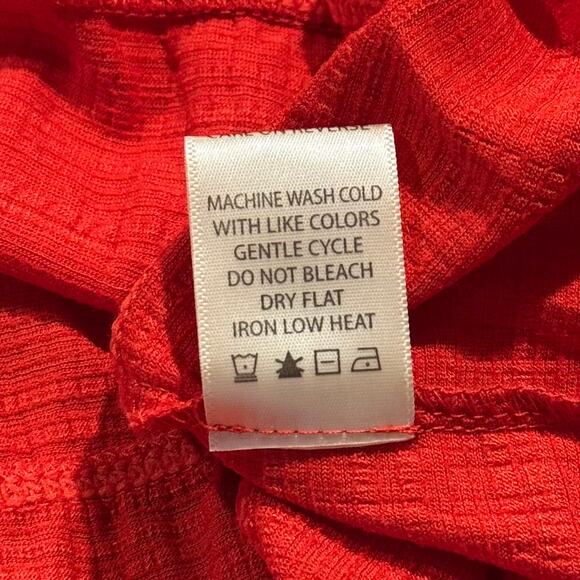 MACHINE WASH COLD
WITH LIKE COLORS
GENTLE CYCLE
DO NOT BLEACH
DRY FLAT
IRON LOW HEAT